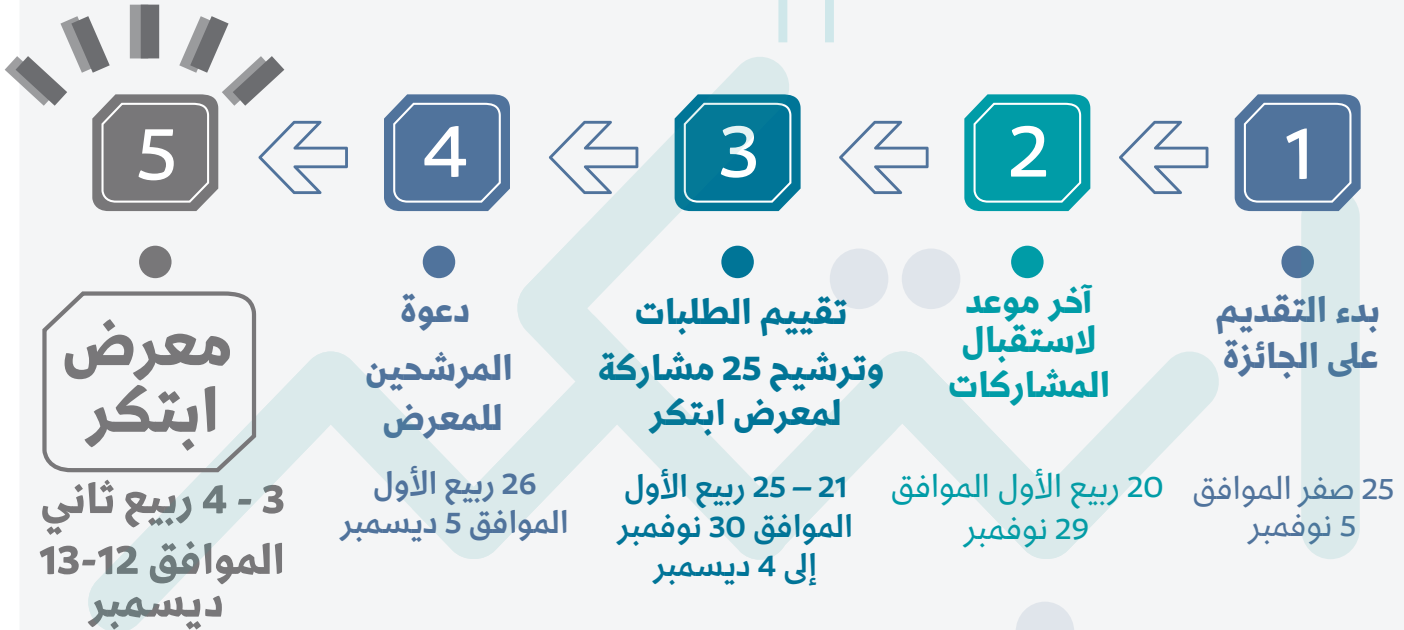 1
بدء التقديم
على الجائزة
25 صفر الموافق
5 نوفمبر
2
آخر موعد
لاستقبال
المشاركات
20 ربيع الأول الموافق
29 نوفمبر
3
تقييم الطلبات
وترشيح 25 مشاركة
لمعرض ابتكر
21 – 25 ربيع الأول
الموافق 30 نوفمبر
إلى 4 ديسمبر
4
دعوة
المرشحين
للمعرض
26 ربيع الأول
الموافق 5 ديسمبر
5
معرض
ابتكر
3 - 4 ربيع ثاني
الموافق 12-13
ديسمبر